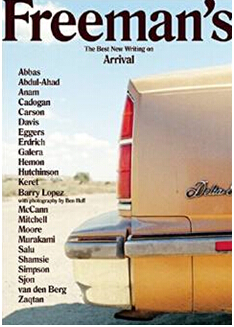 Freeman's
The Best New Writing on
Arrival
Abbas
Abdul-Ahad
Anam
Cadogan
Carson
Davis
Eggers
Erdrich
Galera
Hemon
Hutchinson
Keret
Barry Lopez
with photography by Ben Huff
McCann
Mitchell
Moore
Murakami
Salu
Shamsie
Simpson
Sjon
van den Berg
Zaqtan